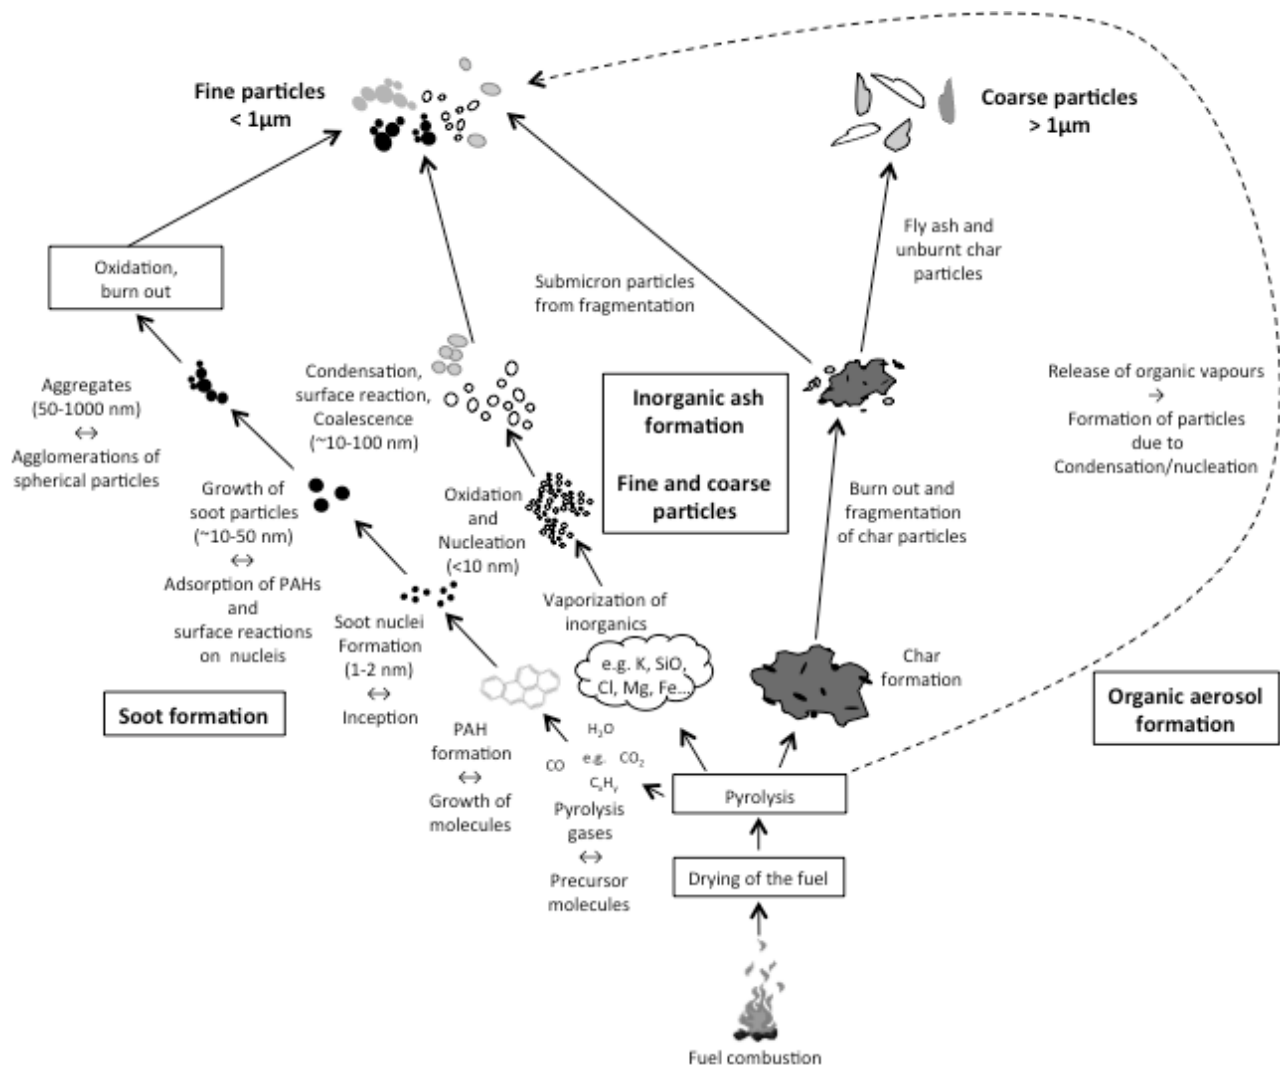 Fine particles
< 1µm
Coarse particles
> 1µm
Oxidation,
burn out
Submicron particles
from fragmentation
Fly ash and
unburnt char
particles
Aggregates
(50-1000 nm)
↔
Agglomerations of
spherical particles
Condensation,
surface reaction,
Coalescence
(~10-100 nm)
Inorganic ash
formation
Fine and coarse
particles
Release of organic vapours
→
Formation of particles
due to
Condensation/nucleation
Growth of
soot particles
(~10-50 nm)
↔
Adsorption of PAHs
and
surface reactions
on nucleis
Oxidation
and
Nucleation
(<10 nm)
Burn out and
fragmentation
of char particles
Vaporization of
inorganics
e.g. K, SiO,
Cl, Mg, Fe...
Soot nuclei
Formation
(1-2 nm)
↔
Inception
Char
formation
Soot formation
Organic aerosol
formation
PAH
formation
↔
Growth of
molecules
H₂O
CO e.g. CO₂
CₓHᵧ
Pyrolysis
gases
↔
Precursor
molecules
Pyrolysis
Drying of the fuel
Fuel combustion